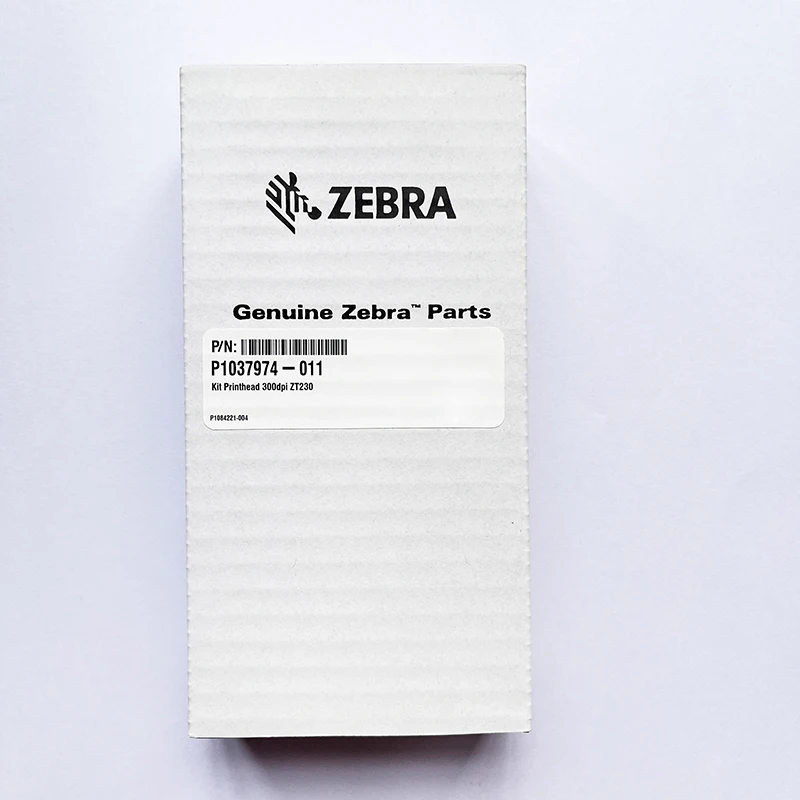 ZEBRA
Genuine Zebra™ Parts
P/N:
P1037974 – 011
Kit Printhead 300dpi ZT230
P1084221-004